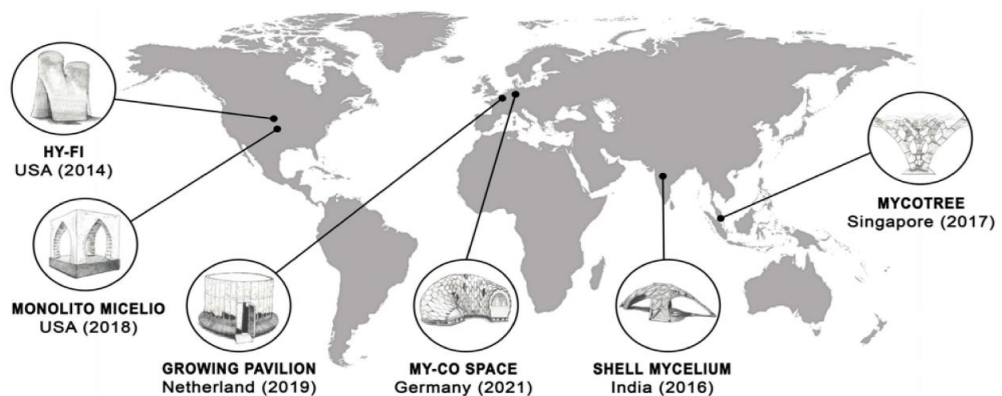 HY-FI
USA (2014)
MONOLITO MICELIO
USA (2018)
GROWING PAVILION
Netherland (2019)
MY-CO SPACE
Germany (2021)
SHELL MYCELIUM
India (2016)
MYCOTREE
Singapore (2017)